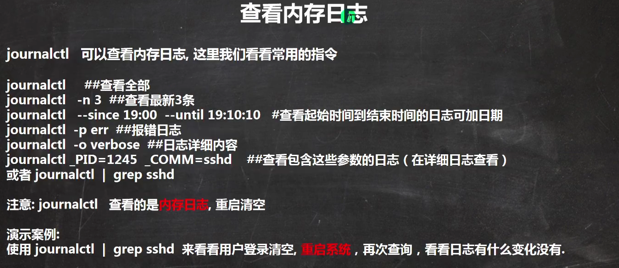 查看内存日志
journalctl 可以查看内存日志, 这里我们看看常用的指令
journalctl ##查看全部
journalctl -n 3 ##查看最新3条
journalctl --since 19:00 --until 19:10:10 #查看起始时间到结束时间的日志可加日期
journalctl -p err ##报错日志
journalctl -o verbose ##日志详细内容
journalctl _PID=1245 _COMM=sshd ##查看包含这些参数的日志（在详细日志查看）
或者 journalctl | grep sshd
注意: journalctl 查看的是内存日志, 重启清空
演示案例:
使用 journalctl | grep sshd 来看看用户登录清空, 重启系统，再次查询，看看日志有什么变化没有.